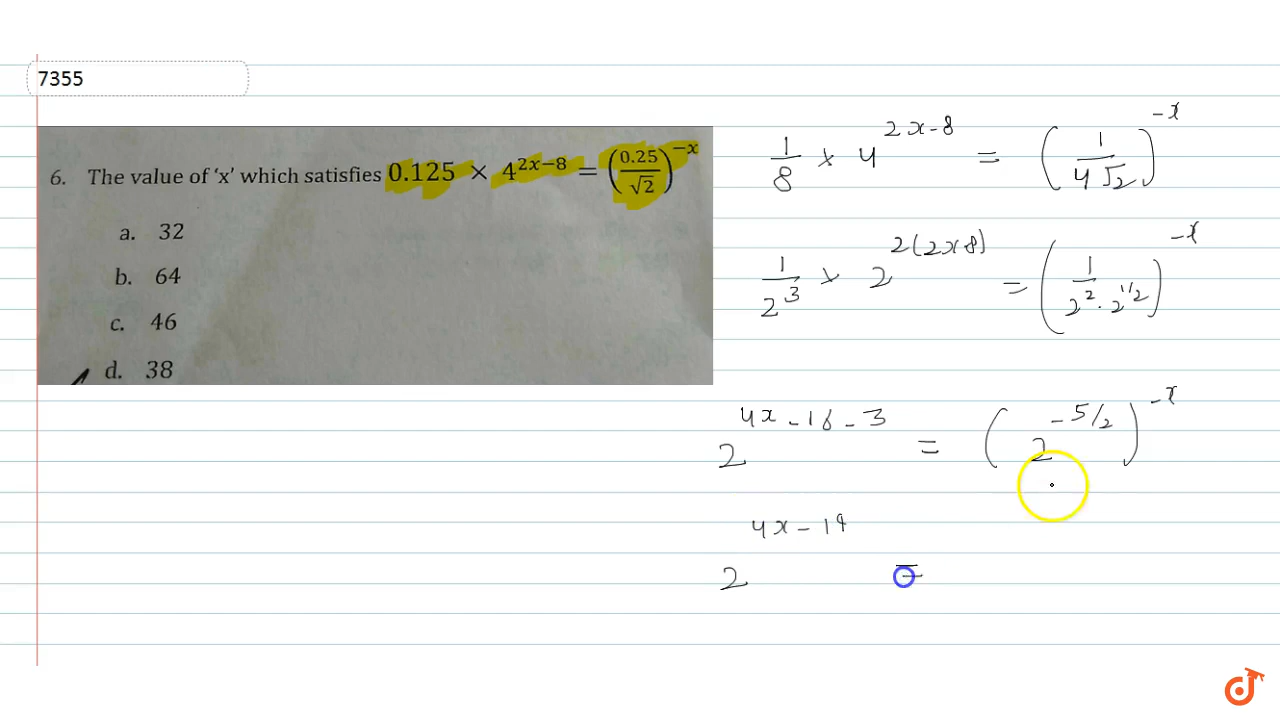 7355
6. The value of 'x' which satisfies 0.125 × 4^{2x−8} = (0.25/√2)^{−x}
a. 32
b. 64
c. 46
d. 38
1/8 × 4^{2x-8} = (1/4√2)^{-x}
1/2^3 × 2^{2(2x8)} = (1/2^2 . 2^{1/2})^{-x}
2^{4x-16-3} = (2^{-5/2})^{-x}
2^{4x-19} =